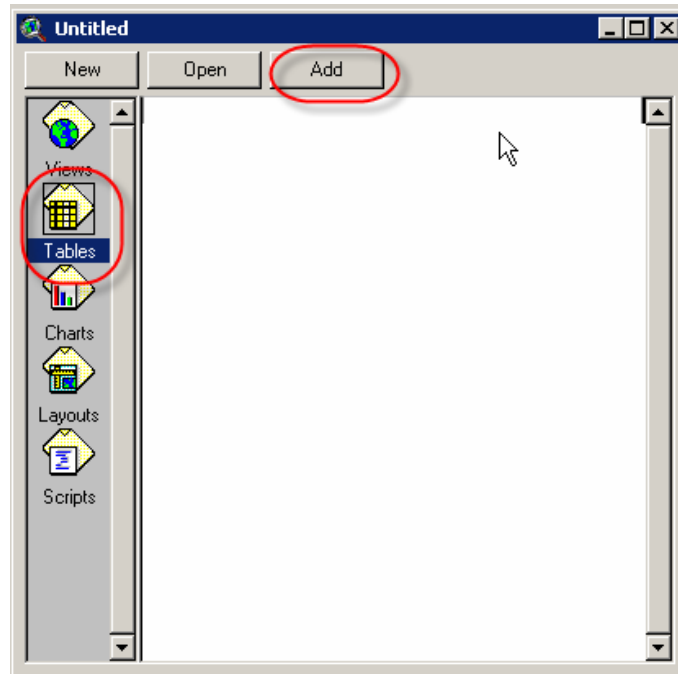 Untitled
New Open Add
Views
Tables
Charts
Layouts
Scripts